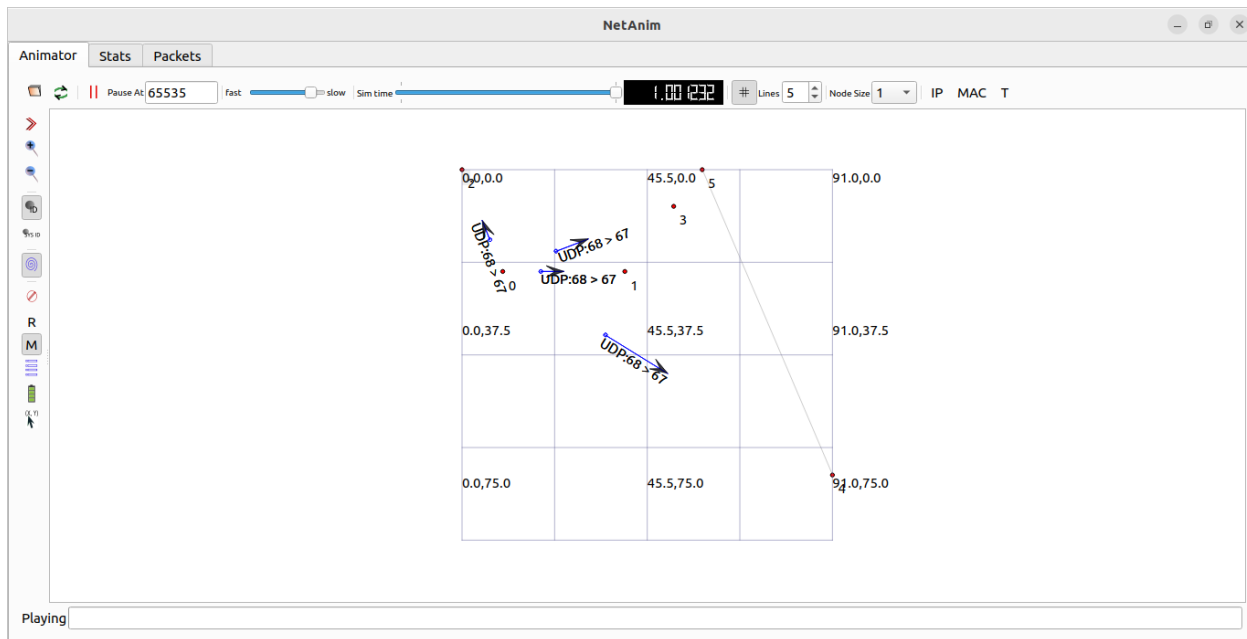 NetAnim
Animator Stats Packets
Pause At 65535 fast slow Sim time 1.001232 # Lines 5 Node Size 1 IP MAC T
ID
SYS ID
R
M
(X, Y)
0.0,0.0 45.5,0.0 91.0,0.0
2 5
3
UDP:68 > 67
UDP:68 > 67
UDP:68 > 67
0 1
0.0,37.5 45.5,37.5 91.0,37.5
UDP:68 > 67
0.0,75.0 45.5,75.0 91.0,75.0
4
Playing